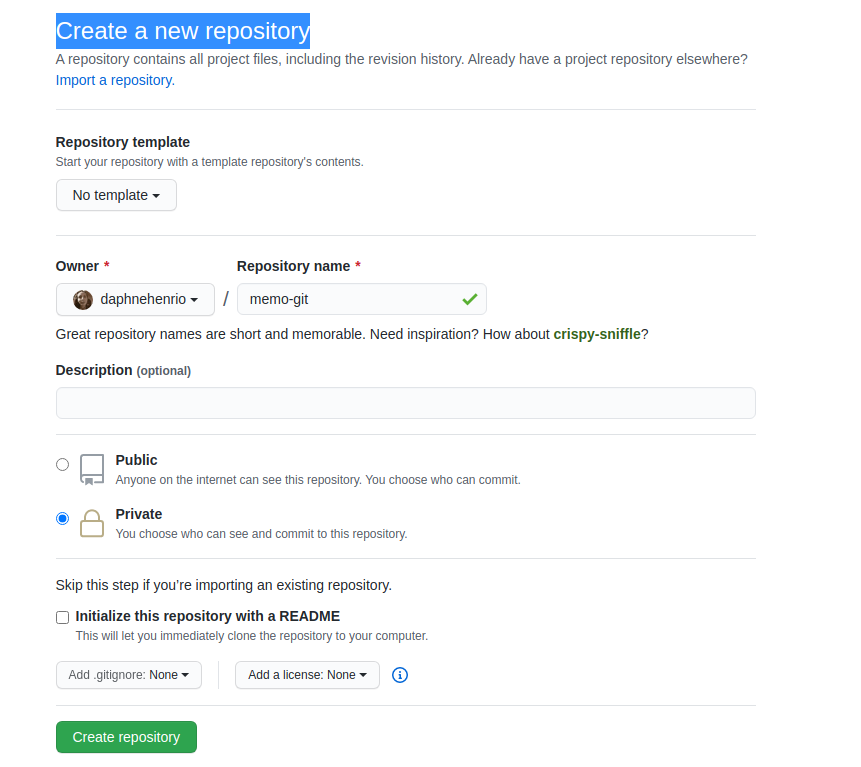 Create a new repository
A repository contains all project files, including the revision history. Already have a project repository elsewhere?
Import a repository.
Repository template
Start your repository with a template repository's contents.
No template
Owner *
Repository name *
daphnehenrio / memo-git
Great repository names are short and memorable. Need inspiration? How about crispy-sniffle?
Description (optional)
Public
Anyone on the internet can see this repository. You choose who can commit.
Private
You choose who can see and commit to this repository.
Skip this step if you’re importing an existing repository.
Initialize this repository with a README
This will let you immediately clone the repository to your computer.
Add .gitignore: None
Add a license: None
Create repository